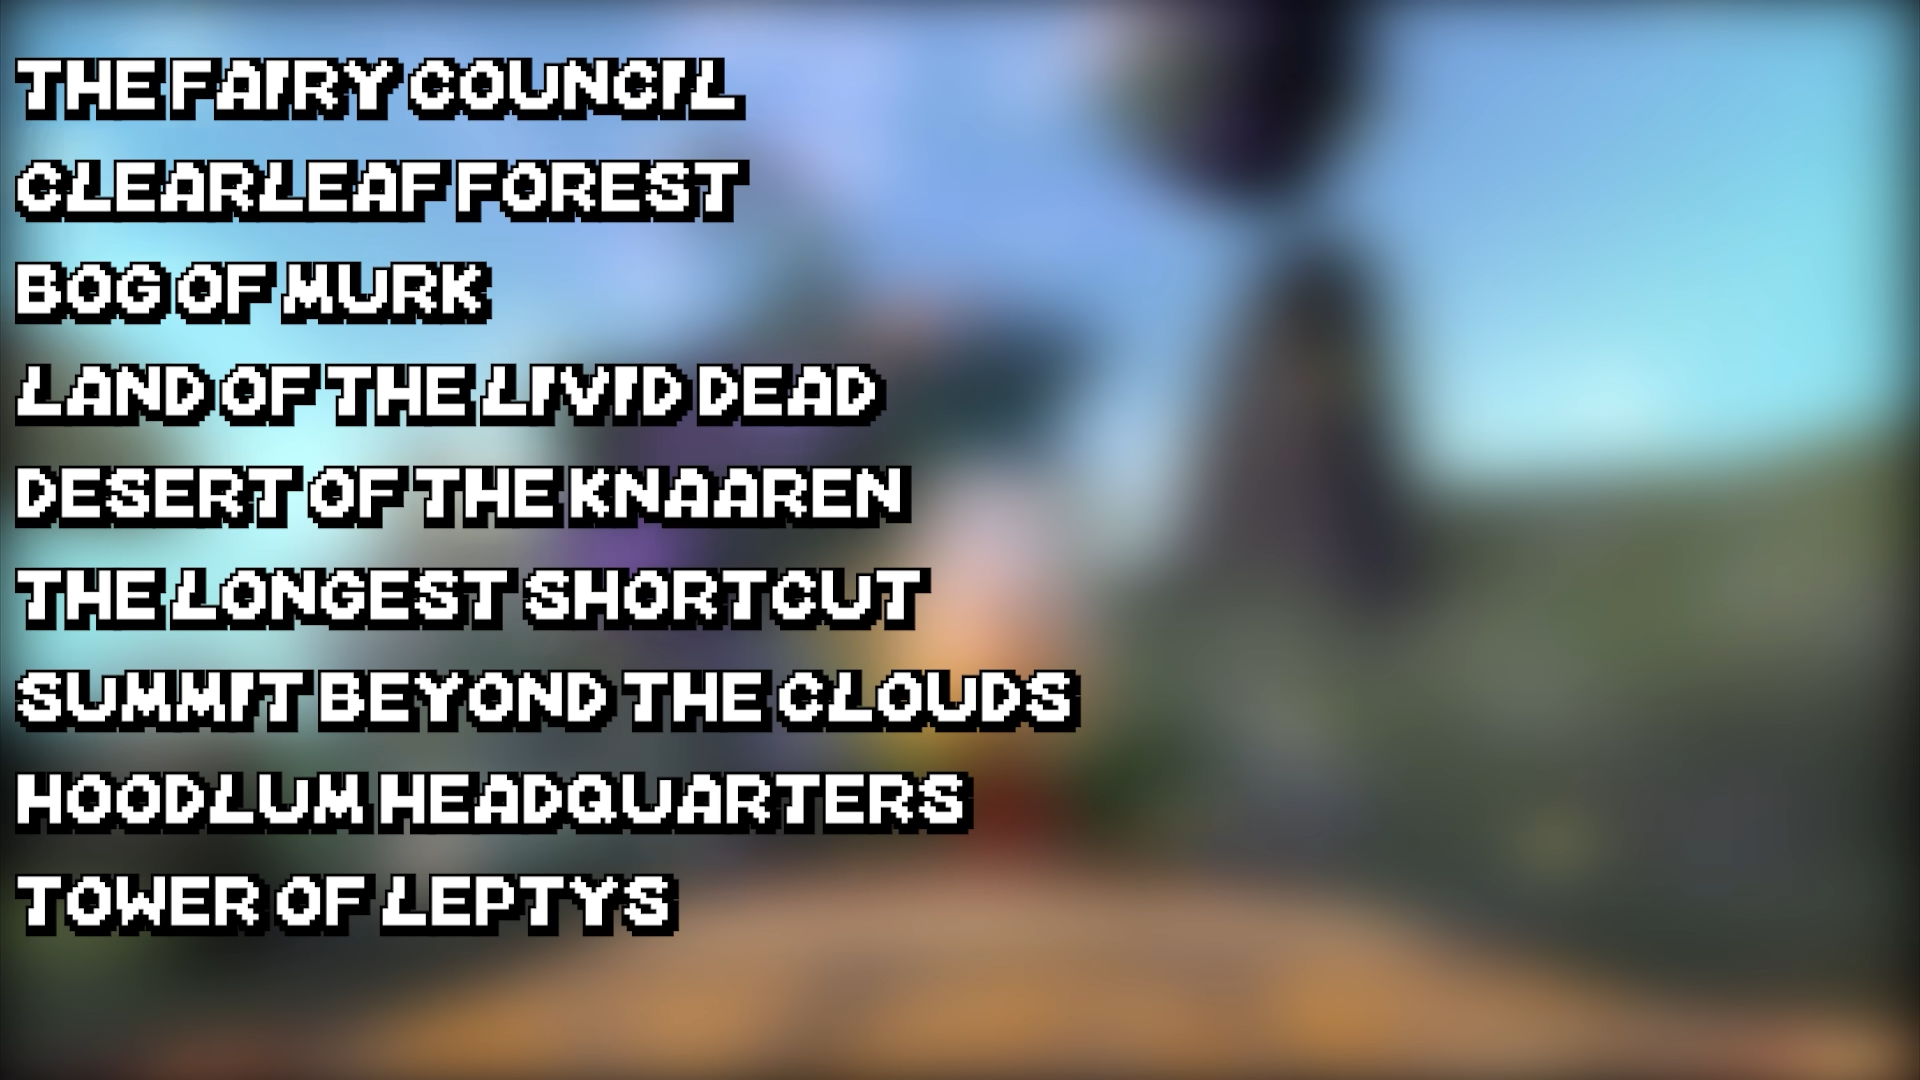 THE FAIRY COUNCIL
CLEARLEAF FOREST
BOG OF MURK
LAND OF THE LIVID DEAD
DESERT OF THE KNAAREN
THE LONGEST SHORTCUT
SUMMIT BEYOND THE CLOUDS
HOODLUM HEADQUARTERS
TOWER OF LEPTYS